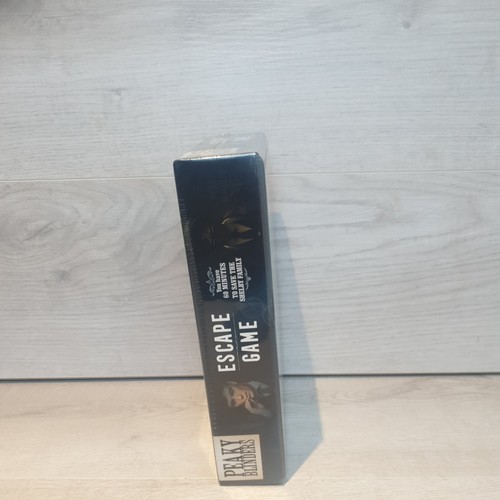 PEAKY
BLINDERS
ESCAPE
GAME
You have
60 MINUTES
TO SAVE THE
SHELBY FAMILY